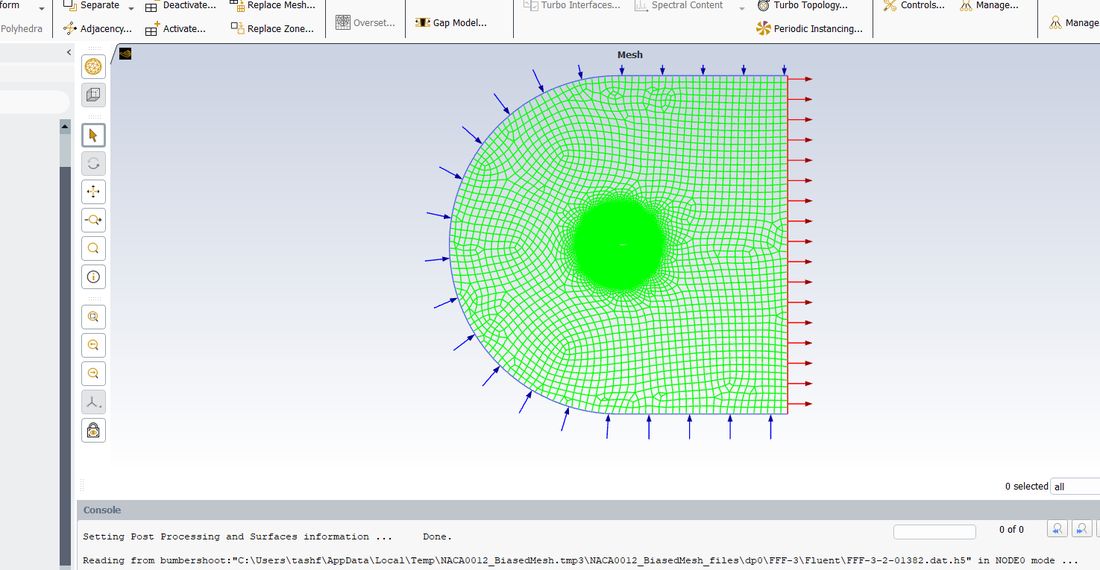 form
Separate
Deactivate...
Replace Mesh...
Turbo Interfaces...
Spectral Content
Turbo Topology...
Controls...
Manage...
Polyhedra
Adjacency...
Activate...
Replace Zone...
Overset...
Gap Model...
Periodic Instancing...
Manage
Mesh
0 selected all
Console
0 of 0
Setting Post Processing and Surfaces information ... Done.
Reading from bumbershoot:"C:\Users\tashf\AppData\Local\Temp\NACA0012_BiasedMesh.tmp3\NACA0012_BiasedMesh_files\dp0\FFF-3\Fluent\FFF-3-2-01382.dat.h5" in NODE0 mode ...